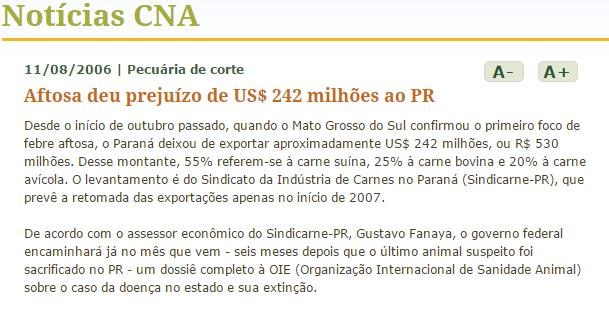 Notícias CNA
11/08/2006 | Pecuária de corte
A- A+
Aftosa deu prejuízo de US$ 242 milhões ao PR
Desde o início de outubro passado, quando o Mato Grosso do Sul confirmou o primeiro foco de
febre aftosa, o Paraná deixou de exportar aproximadamente US$ 242 milhões, ou R$ 530
milhões. Desse montante, 55% referem-se à carne suína, 25% à carne bovina e 20% à carne
avícola. O levantamento é do Sindicato da Indústria de Carnes no Paraná (Sindicarne-PR), que
prevê a retomada das exportações apenas no início de 2007.
De acordo com o assessor econômico do Sindicarne-PR, Gustavo Fanaya, o governo federal
encaminhará já no mês que vem - seis meses depois que o último animal suspeito foi
sacrificado no PR - um dossiê completo à OIE (Organização Internacional de Sanidade Animal)
sobre o caso da doença no estado e sua extinção.